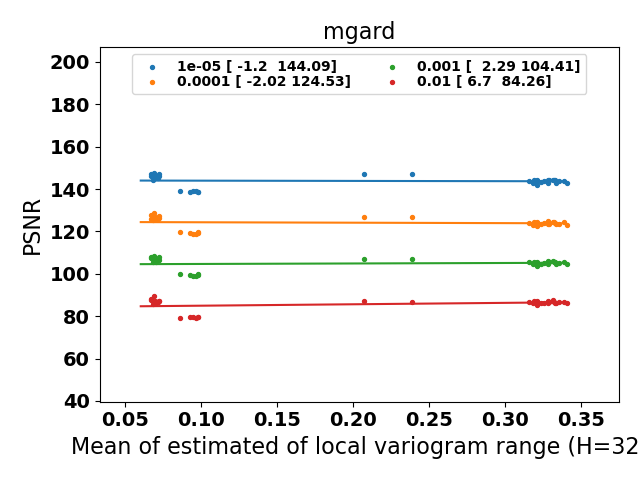 mgard
1e-05 [ -1.2  144.09]
0.0001 [ -2.02 124.53]
0.001 [  2.29 104.41]
0.01 [ 6.7  84.26]
PSNR
200
180
160
140
120
100
80
60
40
0.05 0.10 0.15 0.20 0.25 0.30 0.35
Mean of estimated of local variogram range (H=32